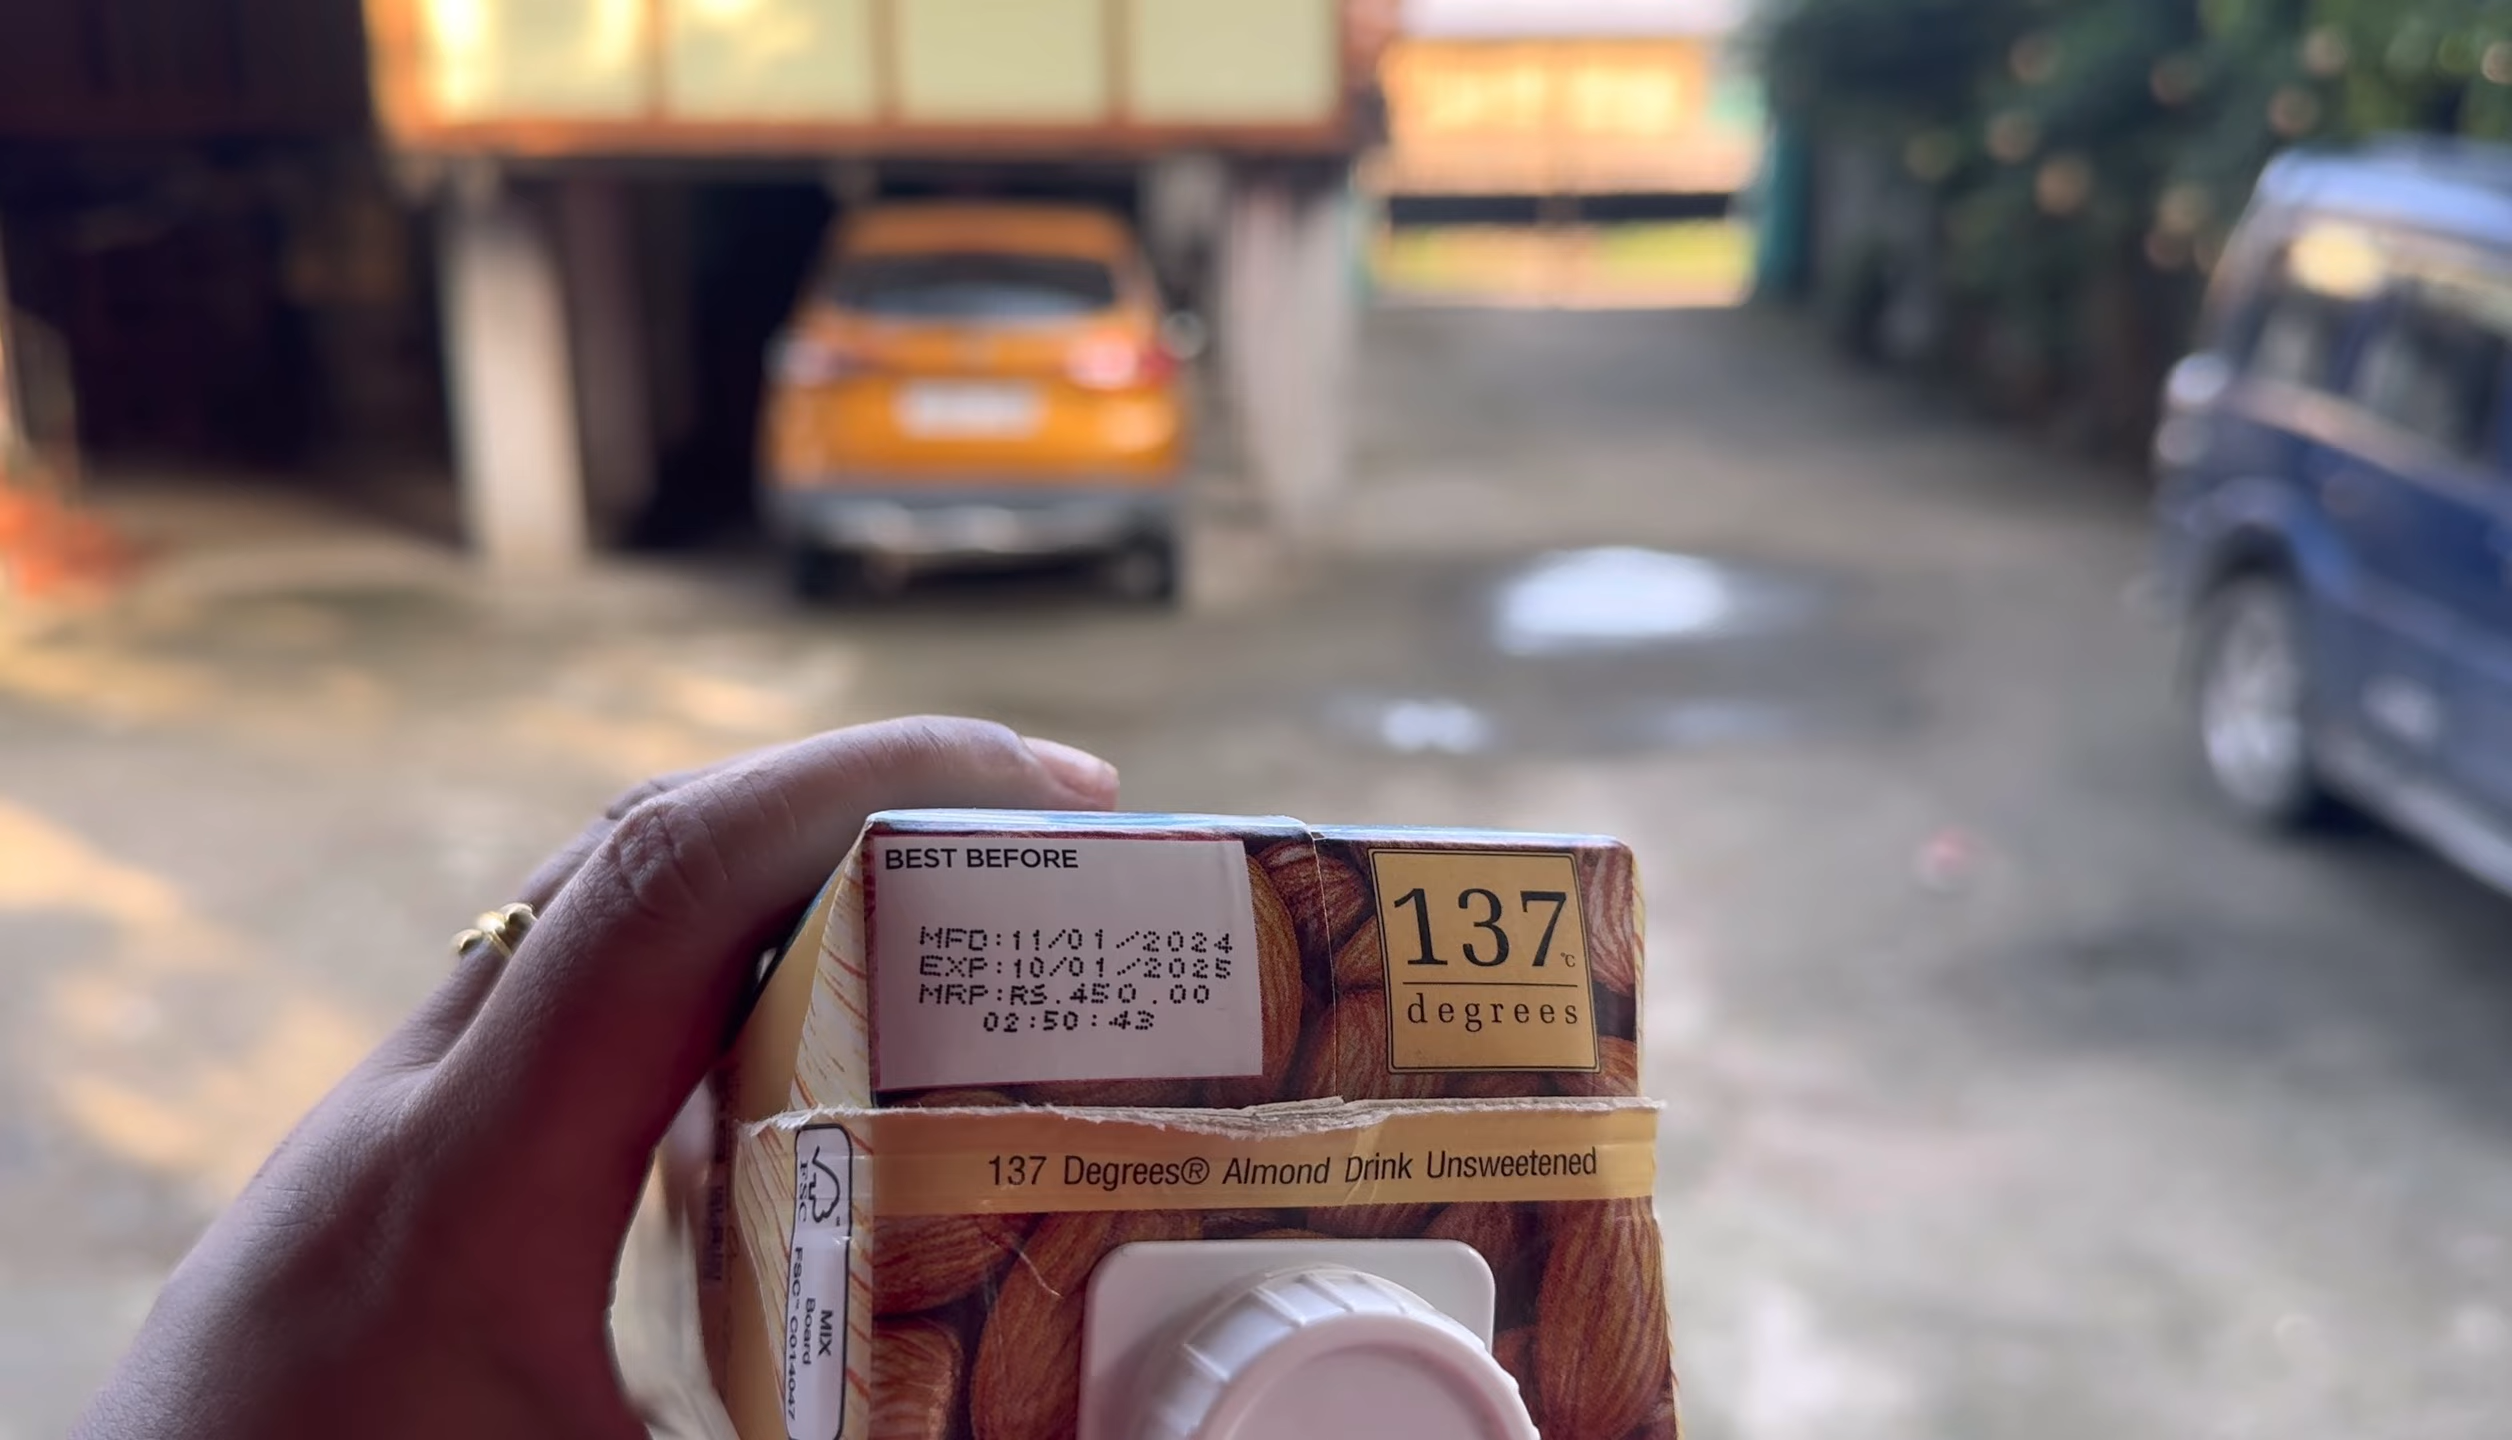 BEST BEFORE
MFD:11/01/2024
EXP:10/01/2025
MRP:RS.450.00
02:50:43
137
°C
degrees
137 Degrees® Almond Drink Unsweetened
FSC
MIX
Board
FSC™ C014047